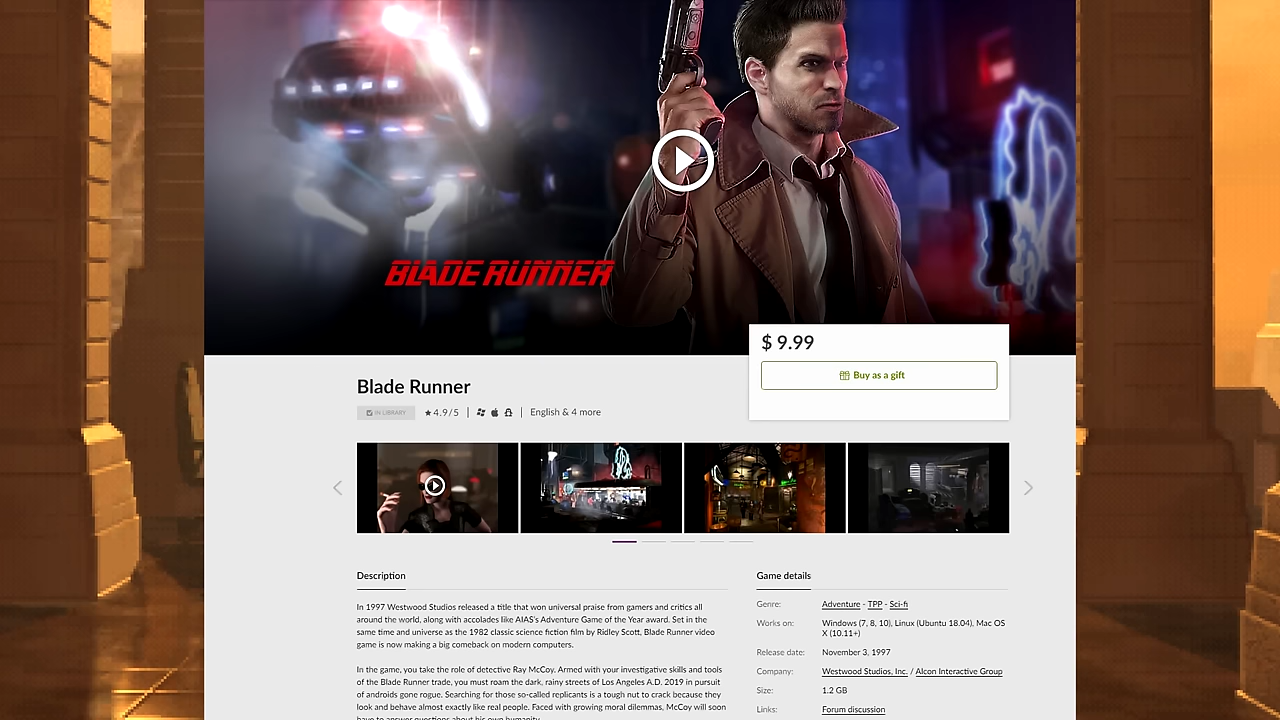 BLADE RUNNER
$ 9.99
Buy as a gift
Blade Runner
IN LIBRARY
4.9/5
English & 4 more
Description
In 1997 Westwood Studios released a title that won universal praise from gamers and critics all
around the world, along with accolades like AIAS's Adventure Game of the Year award. Set in the
same time and universe as the 1982 classic science fiction film by Ridley Scott, Blade Runner video
game is now making a big comeback on modern computers.
In the game, you take the role of detective Ray McCoy. Armed with your investigative skills and tools
of the Blade Runner trade, you must roam the dark, rainy streets of Los Angeles A.D. 2019 in pursuit
of androids gone rogue. Searching for those so-called replicants is a tough nut to crack because they
look and behave almost exactly like real people. Faced with growing moral dilemmas, McCoy will soon
have to answer questions about his own humanity.
Game details
Genre: Adventure - TPP - Sci-fi
Works on: Windows (7, 8, 10), Linux (Ubuntu 18.04), Mac OS
X (10.11+)
Release date: November 3, 1997
Company: Westwood Studios, Inc. / Alcon Interactive Group
Size: 1.2 GB
Links: Forum discussion